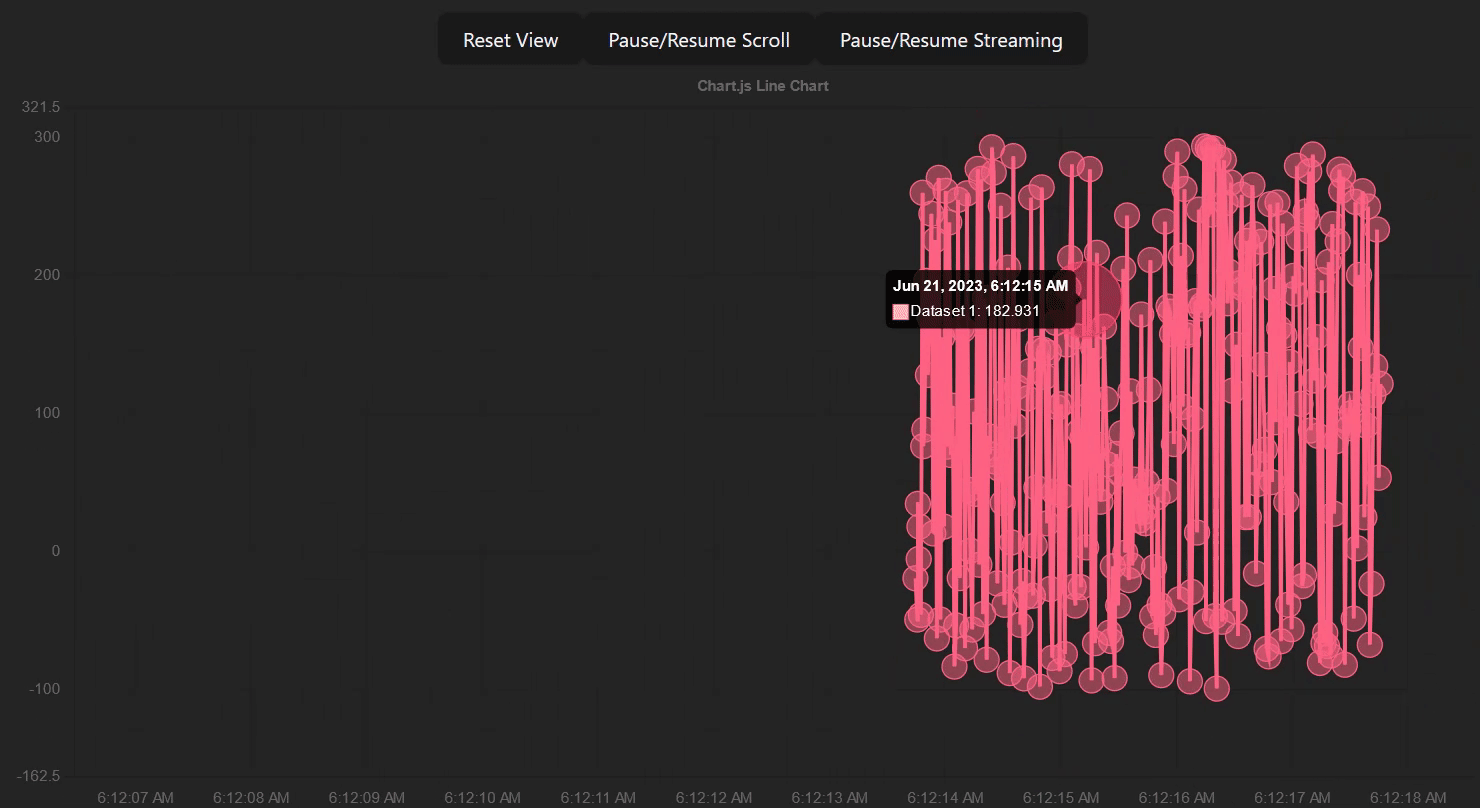 Reset View
Pause/Resume Scroll
Pause/Resume Streaming
Chart.js Line Chart
321.5
300
200
100
0
-100
-162.5
Jun 21, 2023, 6:12:15 AM
Dataset 1: 182.931
6:12:07 AM
6:12:08 AM
6:12:09 AM
6:12:10 AM
6:12:11 AM
6:12:12 AM
6:12:13 AM
6:12:14 AM
6:12:15 AM
6:12:16 AM
6:12:17 AM
6:12:18 AM